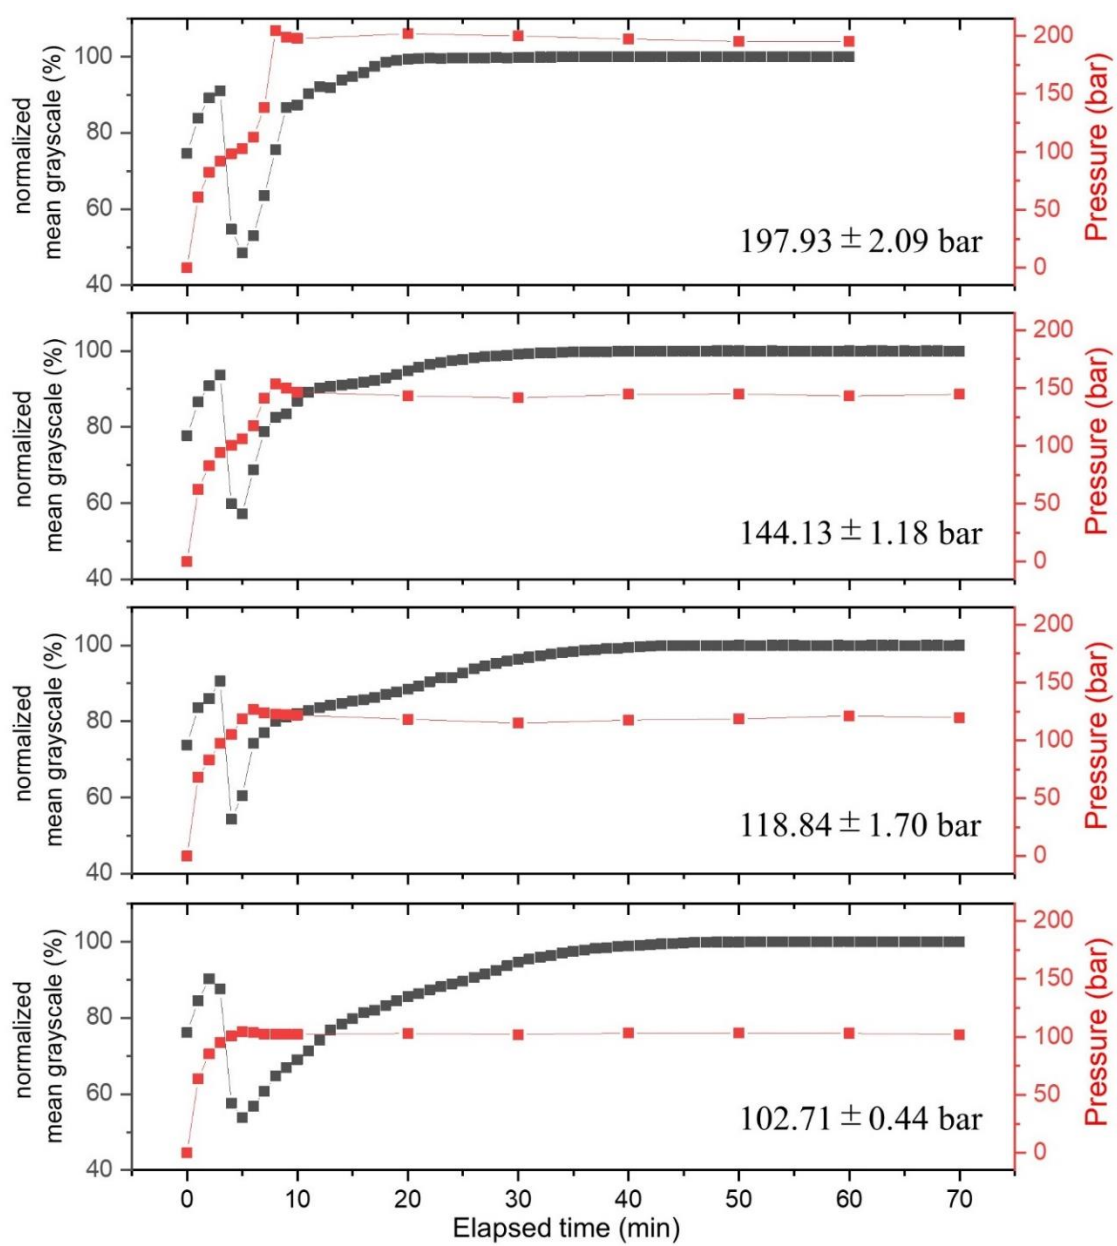 normalized
mean grayscale (%)
100
80
60
40
200
150
100
50
0
Pressure (bar)
197.93 ± 2.09 bar
normalized
mean grayscale (%)
100
80
60
40
200
150
100
50
0
Pressure (bar)
144.13 ± 1.18 bar
normalized
mean grayscale (%)
100
80
60
40
200
150
100
50
0
Pressure (bar)
118.84 ± 1.70 bar
normalized
mean grayscale (%)
100
80
60
40
200
150
100
50
0
Pressure (bar)
102.71 ± 0.44 bar
0 10 20 30 40 50 60 70
Elapsed time (min)